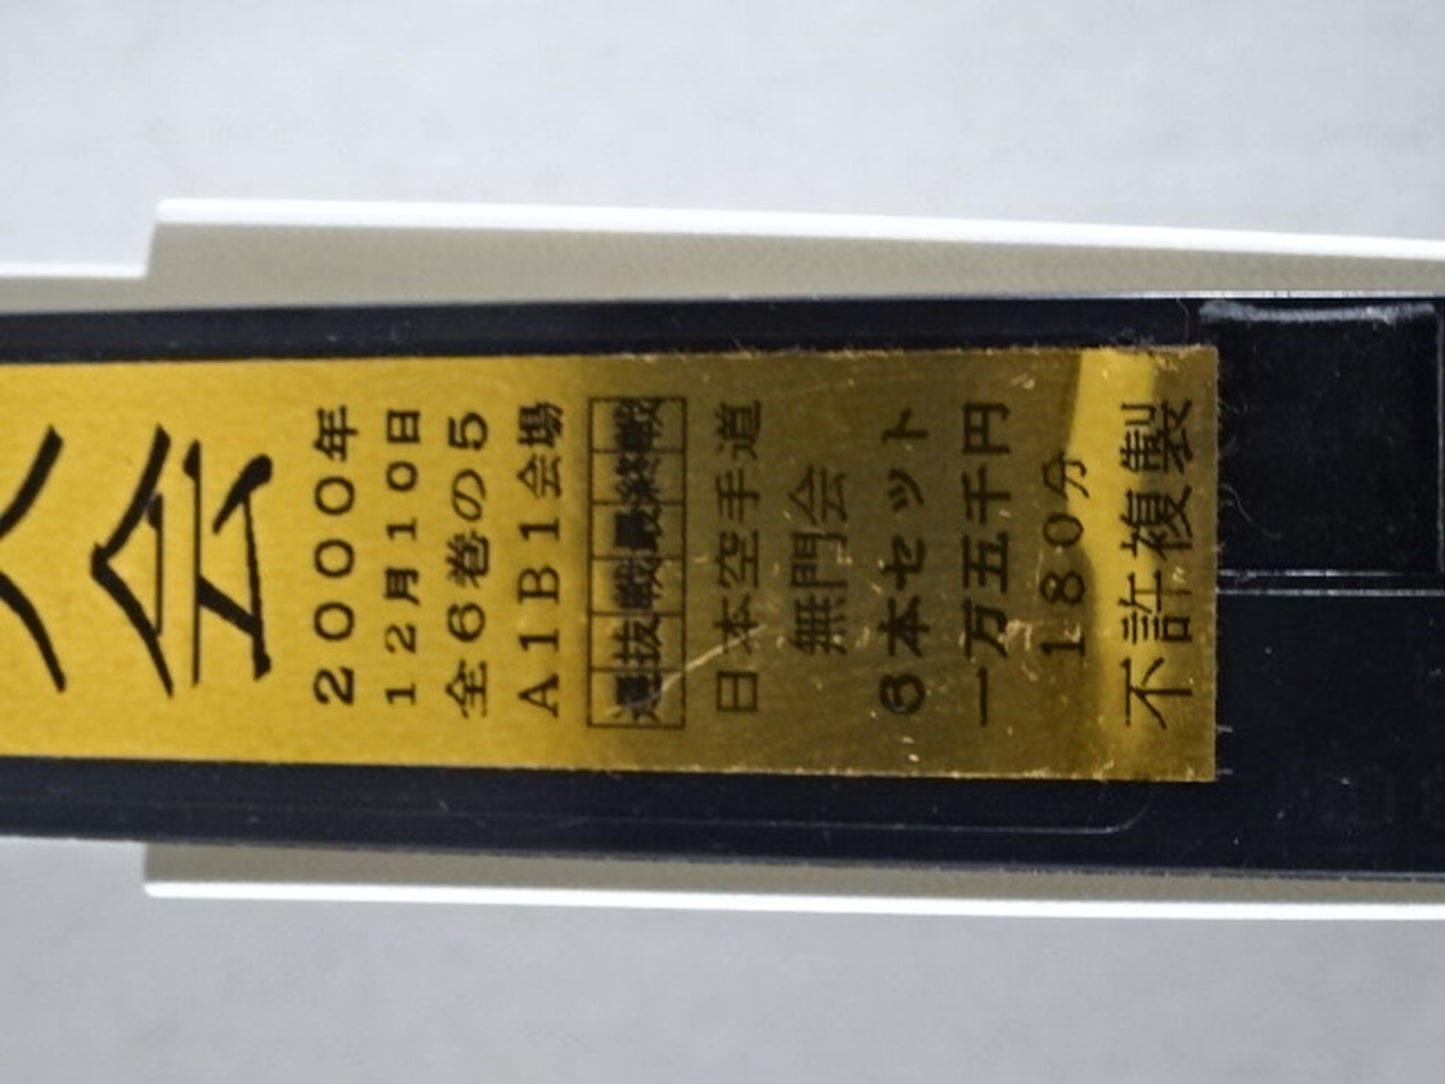 大会
2000年
12月10日
全6巻の5
A1B1会場
選抜戦最終戦
日本空手道
無門会
6本セット
一万五千円
180分
不許複製